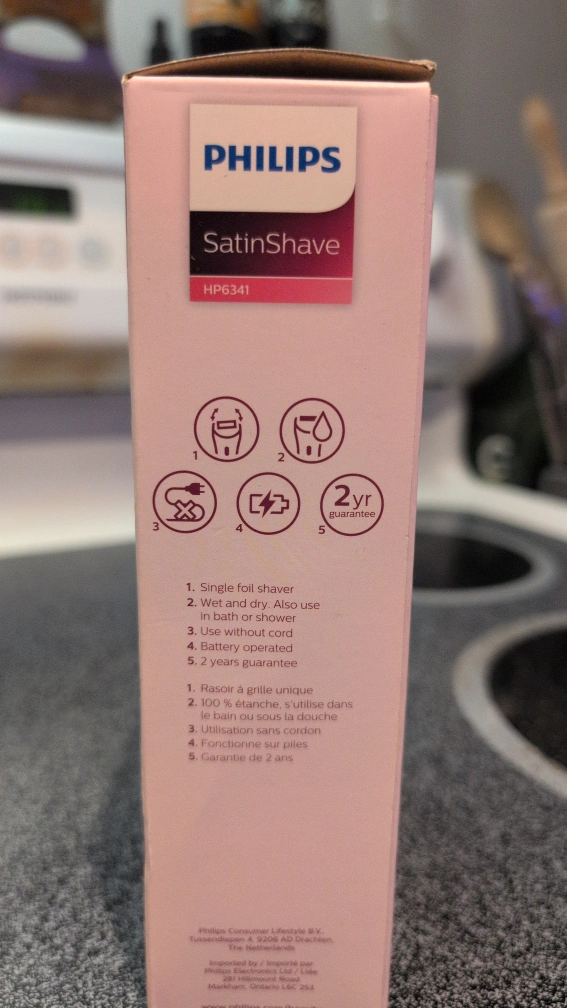 PHILIPS
SatinShave
HP6341
1
2
3
4
2yr
guarantee
5
1. Single foil shaver
2. Wet and dry. Also use
in bath or shower
3. Use without cord
4. Battery operated
5. 2 years guarantee
1. Rasoir à grille unique
2. 100 % étanche, s'utilise dans
le bain ou sous la douche
3. Utilisation sans cordon
4. Fonctionne sur piles
5. Garantie de 2 ans
Philips Consumer Lifestyle B.V.,
Tussendiepen 4, 9206 AD Drachten,
The Netherlands
Imported by / Importé par
Philips Electronics Ltd / Ltée
281 Hillmount Road
Markham, Ontario L6C 2S3